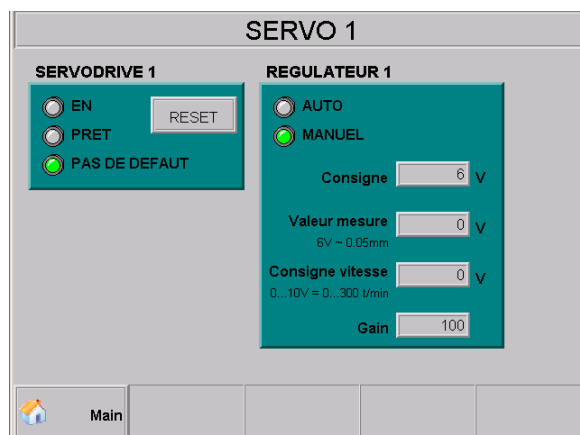 SERVO 1
SERVODRIVE 1
EN
RESET
PRET
PAS DE DEFAUT
REGULATEUR 1
AUTO
MANUEL
Consigne 6 V
Valeur mesure 0 V
6V ~ 0.05mm
Consigne vitesse 0 V
0...10V = 0...300 t/min
Gain 100
Main